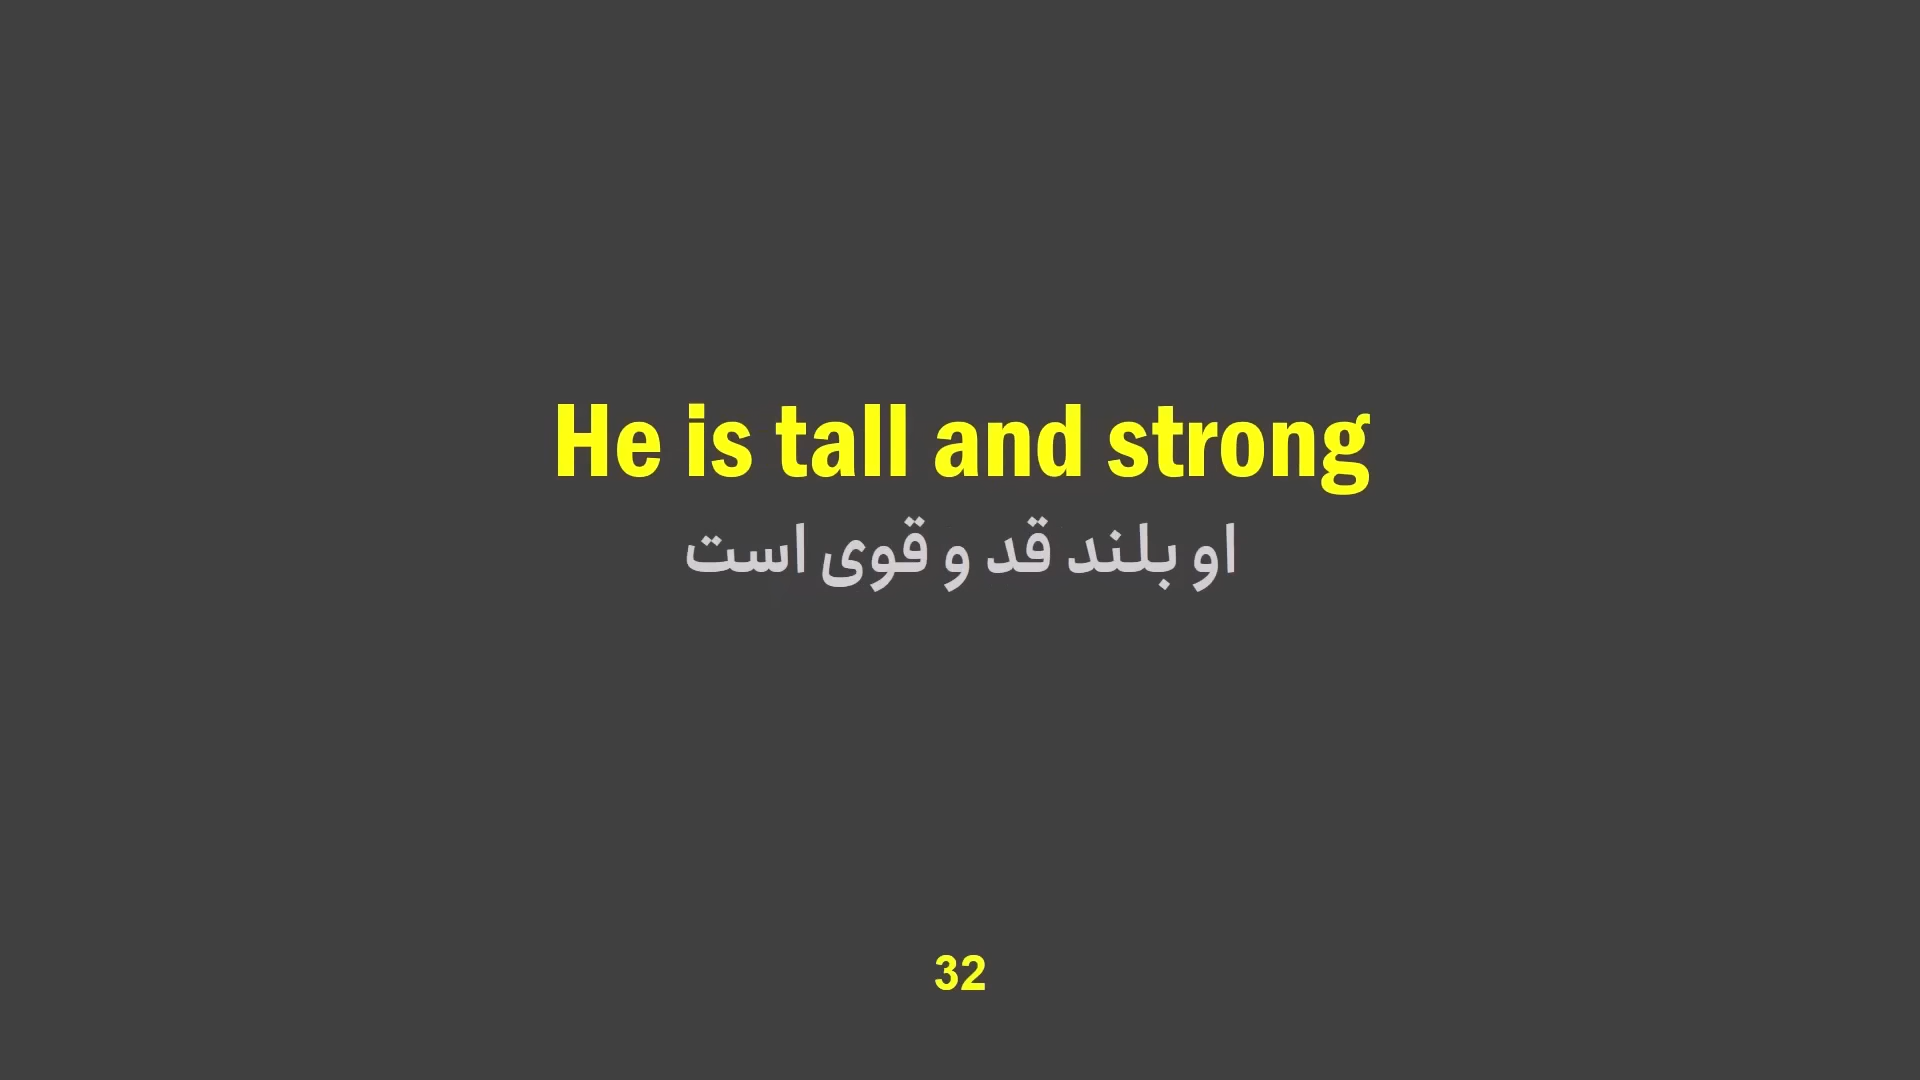 He is tall and strong
او بلند قد و قوی است
32